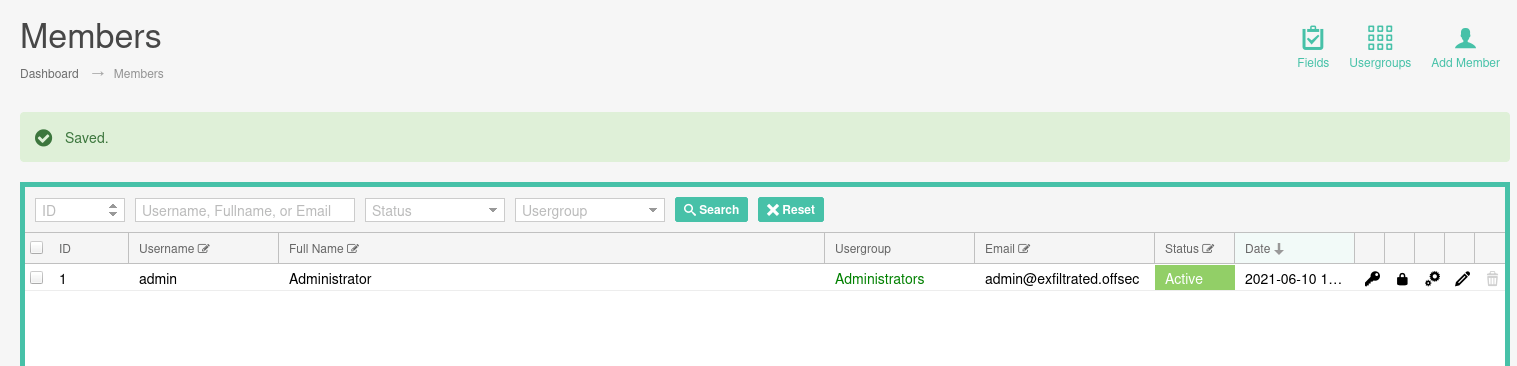 Members
Dashboard → Members
Fields Usergroups Add Member
Saved.
ID Username, Fullname, or Email Status Usergroup Search Reset
ID Username Full Name Usergroup Email Status Date
1 admin Administrator Administrators admin@exfiltrated.offsec Active 2021-06-10 1...